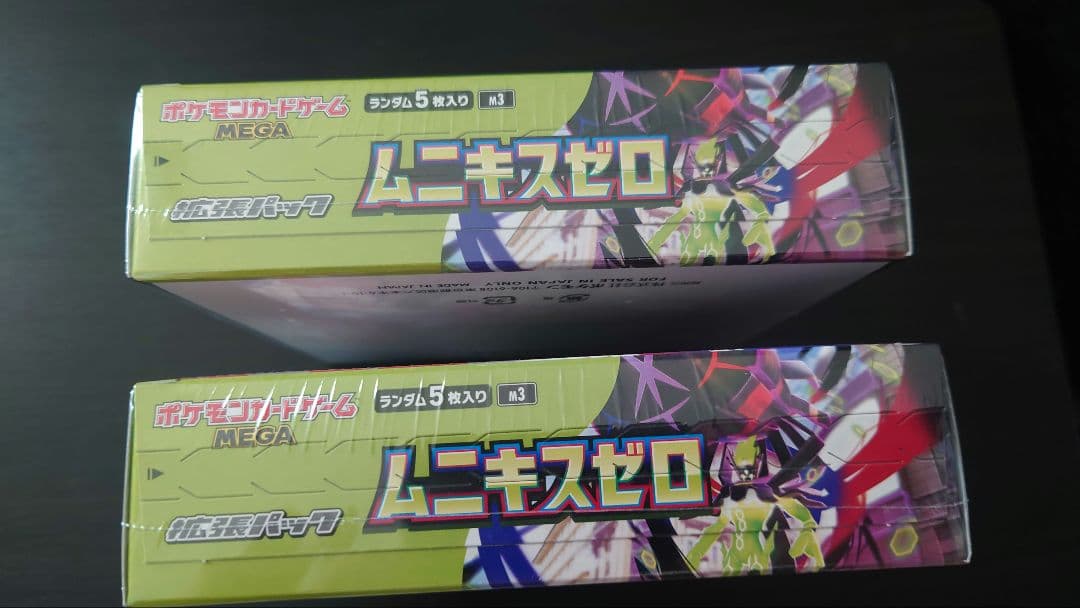 ポケモンカードゲーム
MEGA
ランダム5枚入り M3
ムニキスゼロ
拡張パック
FOR SALE IN JAPAN ONLY MADE IN JAPAN
ポケモンカードゲーム
MEGA
ランダム5枚入り M3
ムニキスゼロ
拡張パック